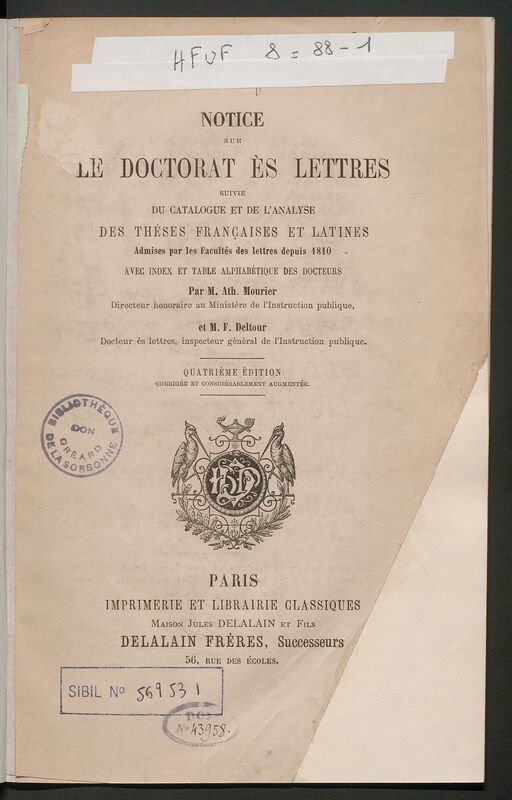 HFUF 8 = 88-1
NOTICE
SUR
LE DOCTORAT ÈS LETTRES
SUIVIE
DU CATALOGUE ET DE L'ANALYSE
DES THÈSES FRANÇAISES ET LATINES
Admises par les Facultés des lettres depuis 1810
AVEC INDEX ET TABLE ALPHABÉTIQUE DES DOCTEURS
Par M. Ath. Mourier
Directeur honoraire au Ministère de l'Instruction publique,
et M. F. Deltour
Docteur ès lettres, inspecteur général de l'Instruction publique.
QUATRIÈME ÉDITION
CORRIGÉE ET CONSIDÉRABLEMENT AUGMENTÉE.
BIBLIOTHÈQUE
DON
GRÉARD
DE LA SORBONNE
PARIS
IMPRIMERIE ET LIBRAIRIE CLASSIQUES
MAISON JULES DELALAIN ET FILS
DELALAIN FRÈRES, Successeurs
56, RUE DES ÉCOLES.
SIBIL No 569531
DON
No 43958.